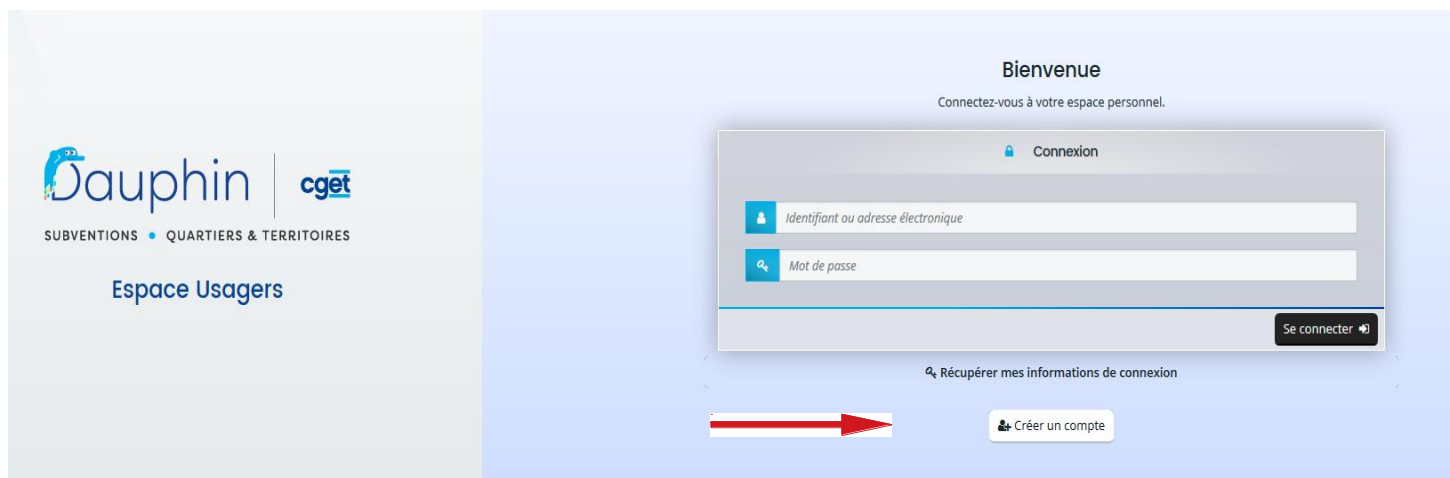 Dauphin
cget
SUBVENTIONS • QUARTIERS & TERRITOIRES
Espace Usagers
Bienvenue
Connectez-vous à votre espace personnel.
Connexion
Identifiant ou adresse électronique
Mot de passe
Se connecter
Récupérer mes informations de connexion
Créer un compte